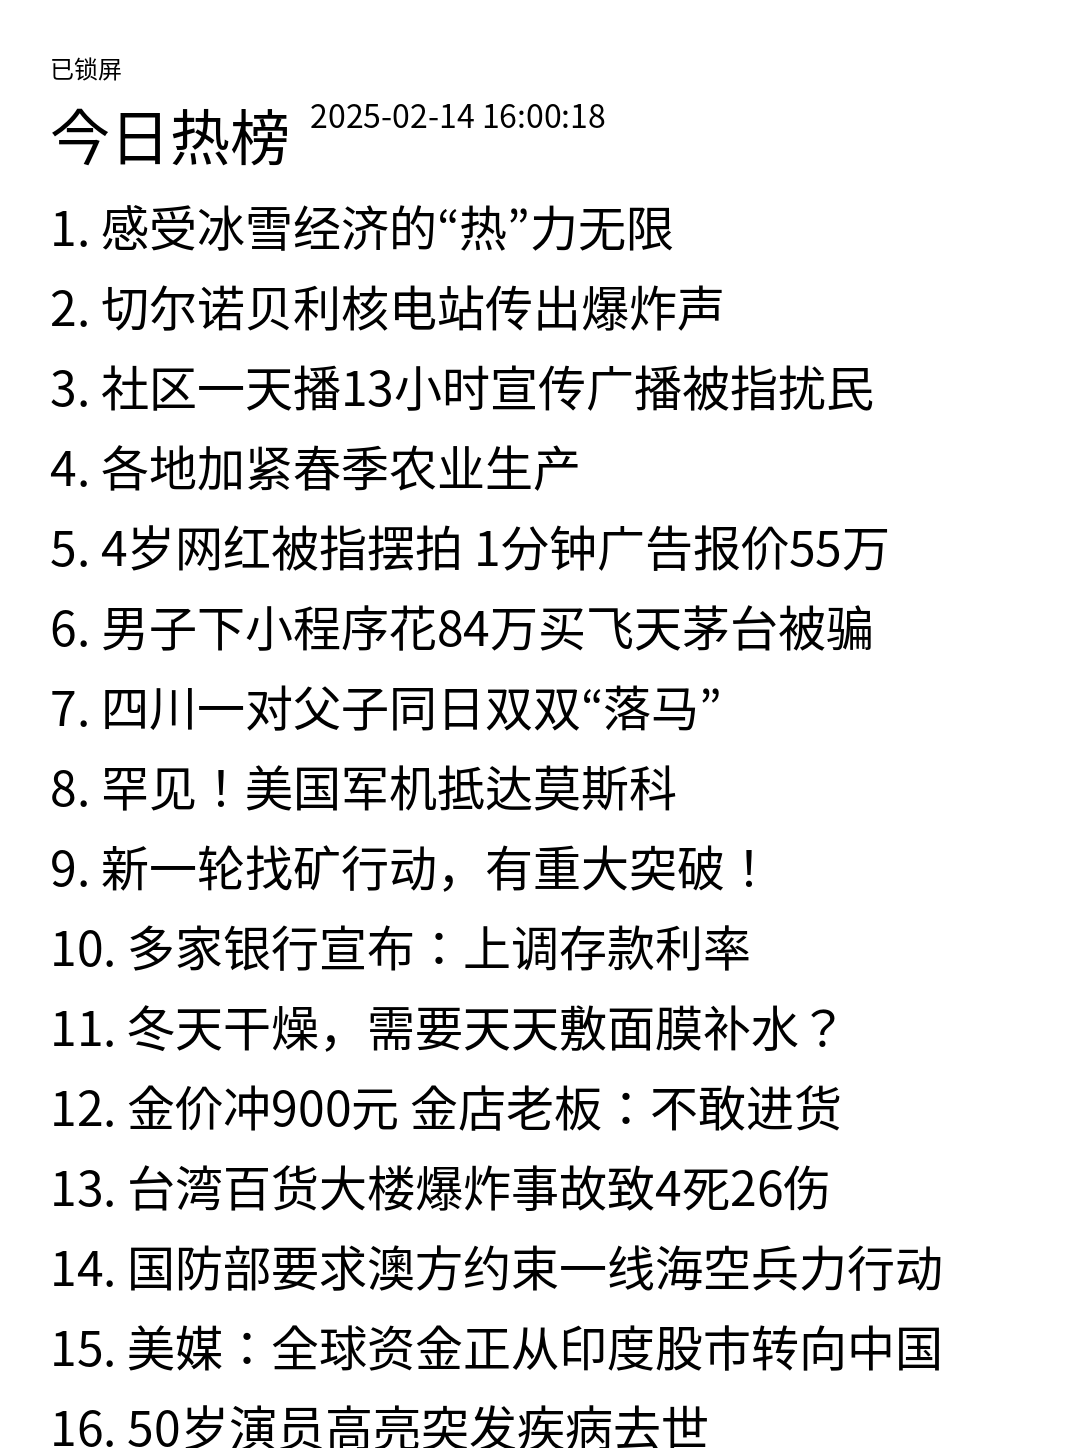 已锁屏
今日热榜 2025-02-14 16:00:18
1. 感受冰雪经济的“热”力无限
2. 切尔诺贝利核电站传出爆炸声
3. 社区一天播13小时宣传广播被指扰民
4. 各地加紧春季农业生产
5. 4岁网红被指摆拍 1分钟广告报价55万
6. 男子下小程序花84万买飞天茅台被骗
7. 四川一对父子同日双双“落马”
8. 罕见！美国军机抵达莫斯科
9. 新一轮找矿行动，有重大突破！
10. 多家银行宣布：上调存款利率
11. 冬天干燥，需要天天敷面膜补水？
12. 金价冲900元 金店老板：不敢进货
13. 台湾百货大楼爆炸事故致4死26伤
14. 国防部要求澳方约束一线海空兵力行动
15. 美媒：全球资金正从印度股市转向中国
16. 50岁演员高亮突发疾病去世